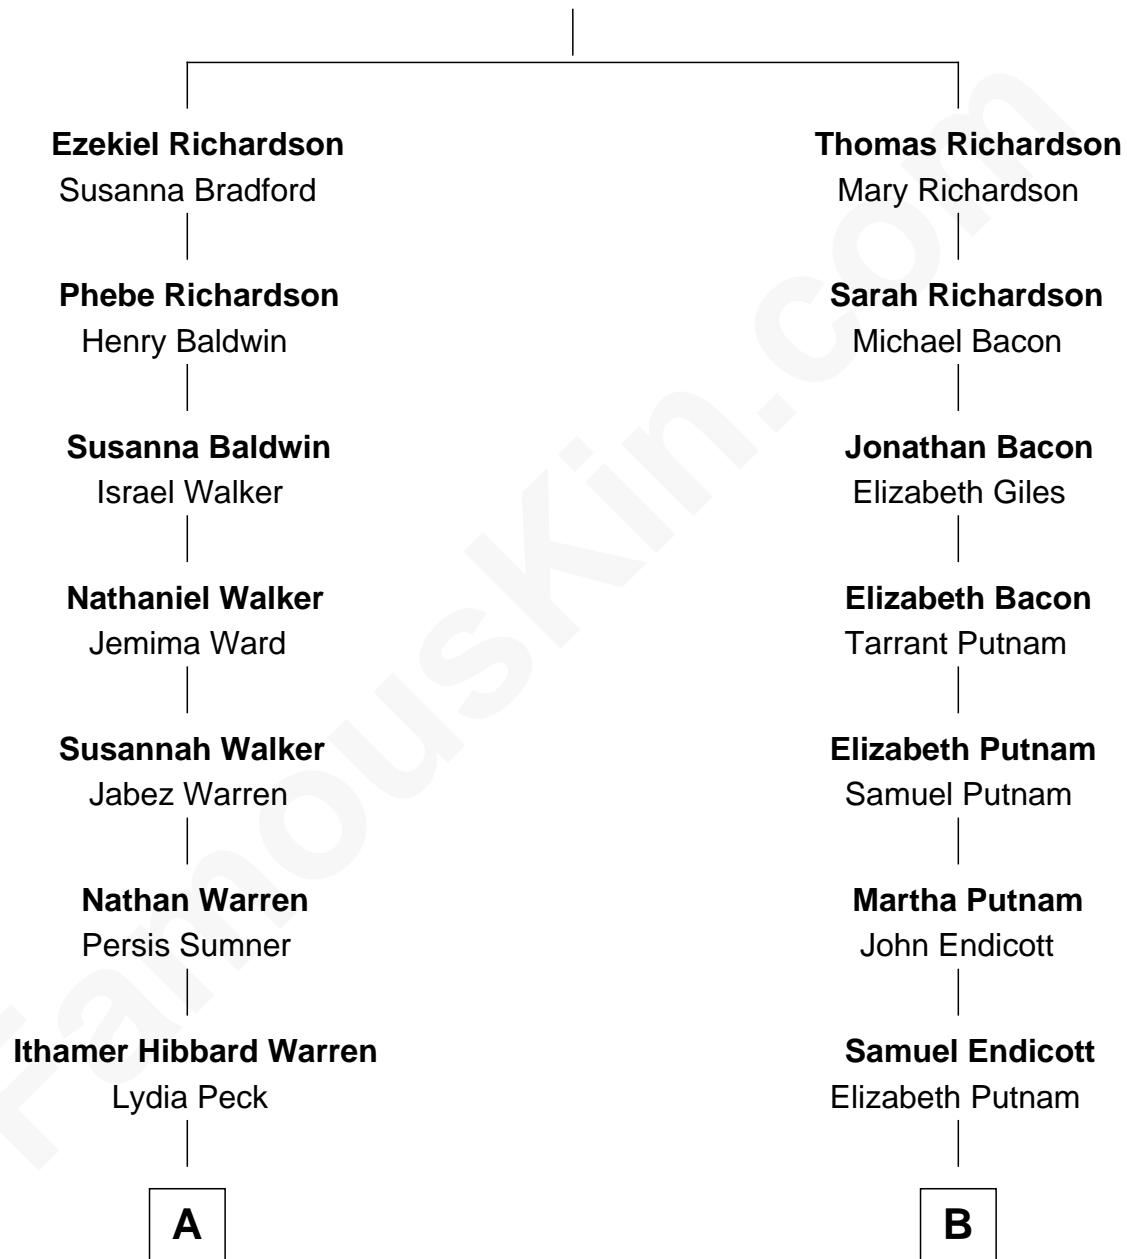 Ezekiel Richardson
Susanna Bradford
Thomas Richardson
Mary Richardson
Phebe Richardson
Henry Baldwin
Sarah Richardson
Michael Bacon
Susanna Baldwin
Israel Walker
Jonathan Bacon
Elizabeth Giles
Nathaniel Walker
Jemima Ward
Elizabeth Bacon
Tarrant Putnam
Susannah Walker
Jabez Warren
Elizabeth Putnam
Samuel Putnam
Nathan Warren
Persis Sumner
Martha Putnam
John Endicott
Ithamer Hibbard Warren
Lydia Peck
Samuel Endicott
Elizabeth Putnam
A
B
FamousKin.com